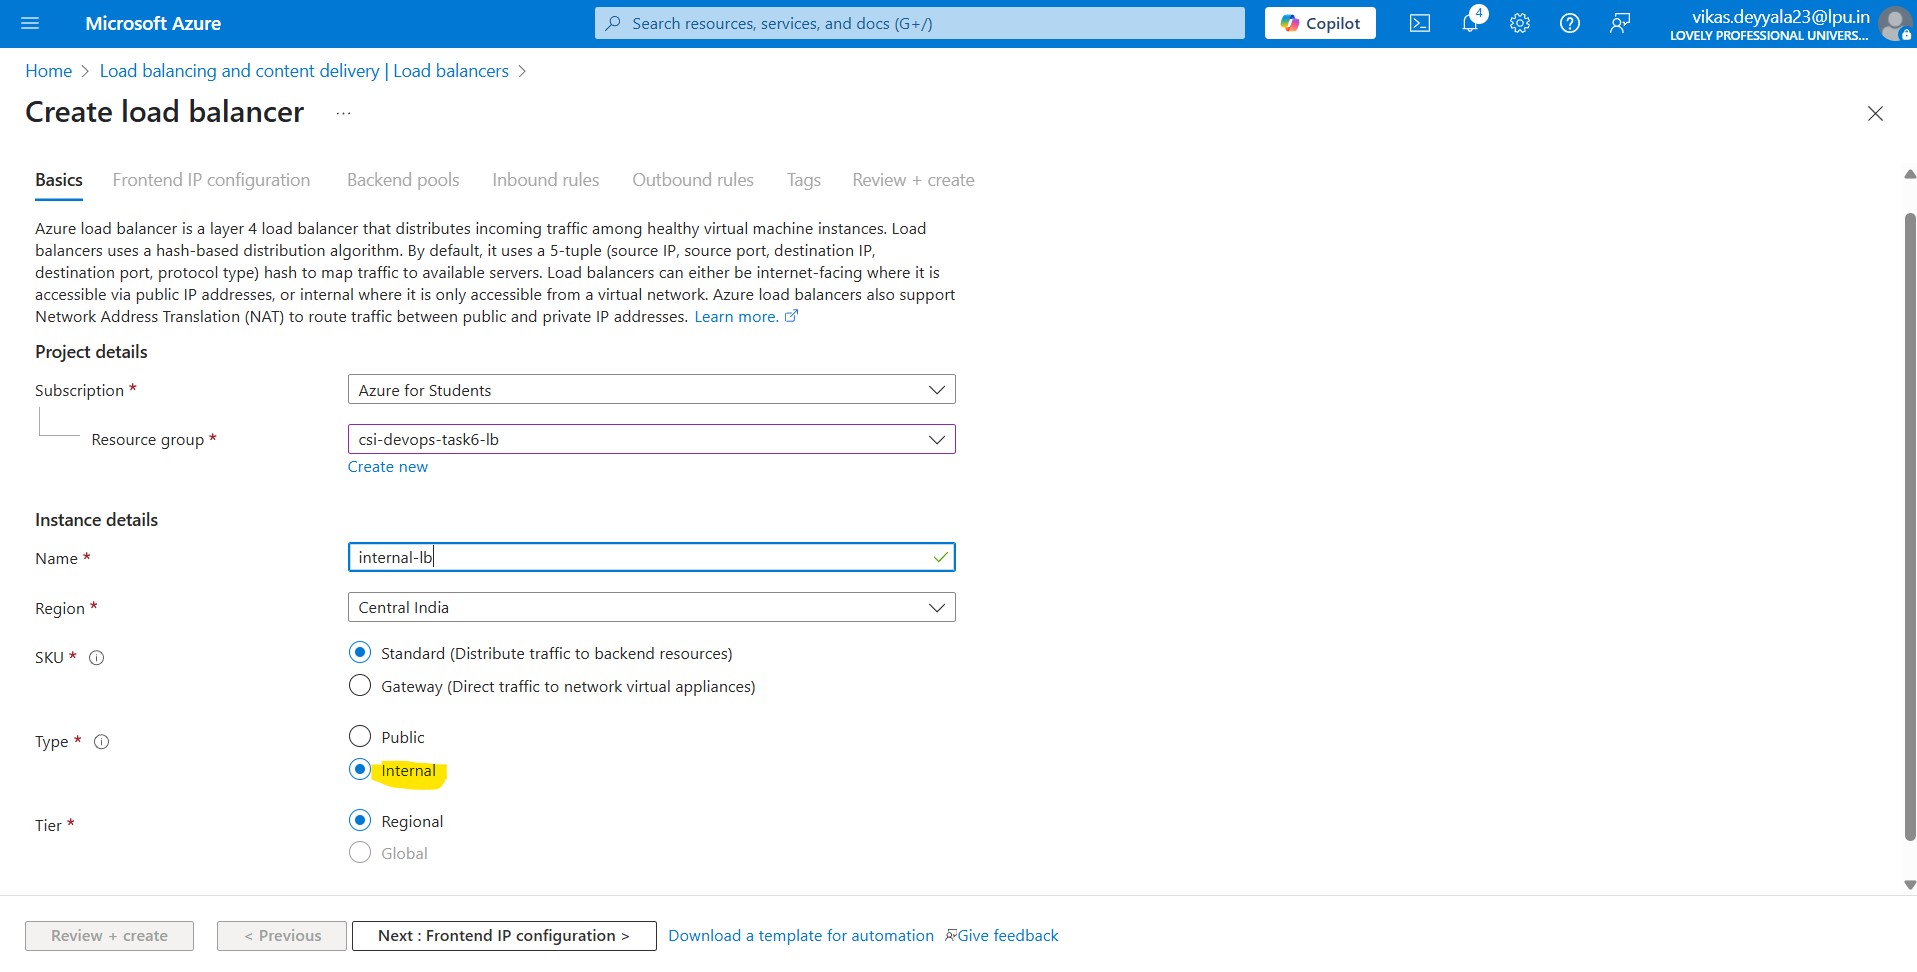 Microsoft Azure
Search resources, services, and docs (G+/)
Copilot
4
vikas.deyyala23@lpu.in
LOVELY PROFESSIONAL UNIVERS...
Home > Load balancing and content delivery | Load balancers >
Create load balancer ...
Basics Frontend IP configuration Backend pools Inbound rules Outbound rules Tags Review + create
Azure load balancer is a layer 4 load balancer that distributes incoming traffic among healthy virtual machine instances. Load
balancers uses a hash-based distribution algorithm. By default, it uses a 5-tuple (source IP, source port, destination IP,
destination port, protocol type) hash to map traffic to available servers. Load balancers can either be internet-facing where it is
accessible via public IP addresses, or internal where it is only accessible from a virtual network. Azure load balancers also support
Network Address Translation (NAT) to route traffic between public and private IP addresses. Learn more.
Project details
Subscription * Azure for Students
Resource group * csi-devops-task6-lb
Create new
Instance details
Name * internal-lb
Region * Central India
SKU * Standard (Distribute traffic to backend resources)
Gateway (Direct traffic to network virtual appliances)
Type * Public
Internal
Tier * Regional
Global
Review + create < Previous Next : Frontend IP configuration > Download a template for automation Give feedback